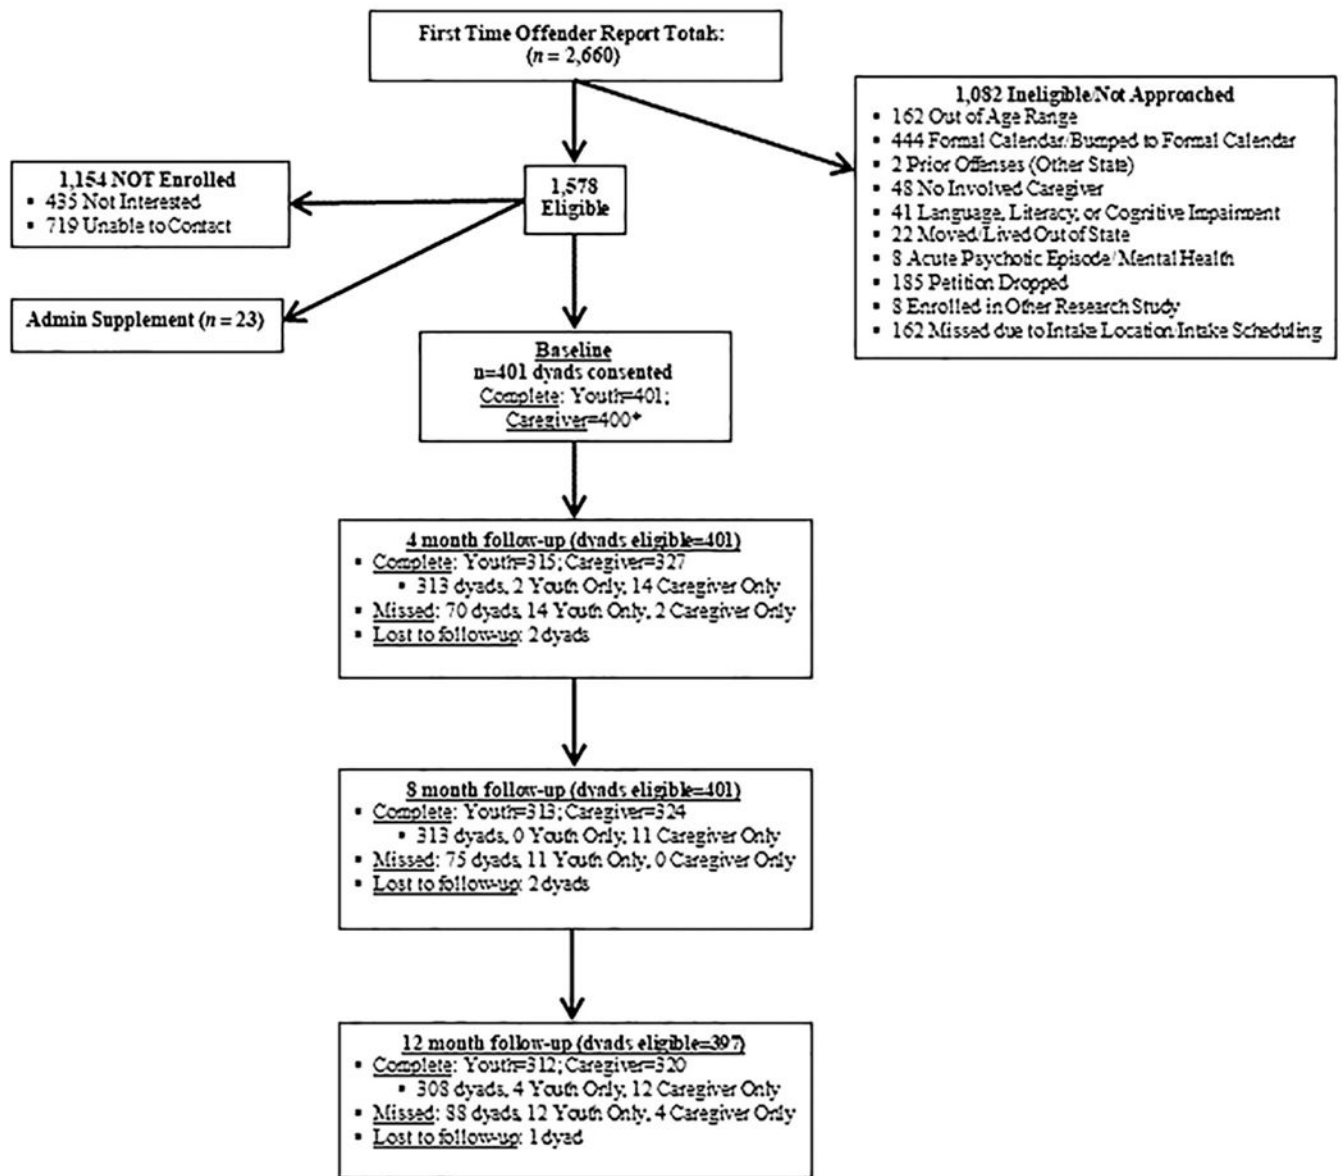 First Time Offender Report Totals:
(n = 2,660)
1,082 Ineligible/Not Approached
▪ 162 Out of Age Range
▪ 444 Formal Calendar/Bumped to Formal Calendar
▪ 2 Prior Offenses (Other State)
▪ 48 No Involved Caregiver
▪ 41 Language, Literacy, or Cognitive Impairment
▪ 22 Moved/Lived Out of State
▪ 8 Acute Psychotic Episode/Mental Health
▪ 185 Petition Dropped
▪ 8 Enrolled in Other Research Study
▪ 162 Missed due to Intake Location/Intake Scheduling
1,154 NOT Enrolled
▪ 435 Not Interested
▪ 719 Unable to Contact
1,578
Eligible
Admin Supplement (n = 23)
Baseline
n=401 dyads consented
Complete: Youth=401;
Caregiver=400*
4 month follow-up (dyads eligible=401)
▪ Complete: Youth=315; Caregiver=327
▪ 313 dyads, 2 Youth Only, 14 Caregiver Only
▪ Missed: 70 dyads, 14 Youth Only, 2 Caregiver Only
▪ Lost to follow-up: 2 dyads
8 month follow-up (dyads eligible=401)
▪ Complete: Youth=313; Caregiver=324
▪ 313 dyads, 0 Youth Only, 11 Caregiver Only
▪ Missed: 75 dyads, 11 Youth Only, 0 Caregiver Only
▪ Lost to follow-up: 2 dyads
12 month follow-up (dyads eligible=397)
▪ Complete: Youth=312; Caregiver=320
▪ 308 dyads, 4 Youth Only, 12 Caregiver Only
▪ Missed: 88 dyads, 12 Youth Only, 4 Caregiver Only
▪ Lost to follow-up: 1 dyad